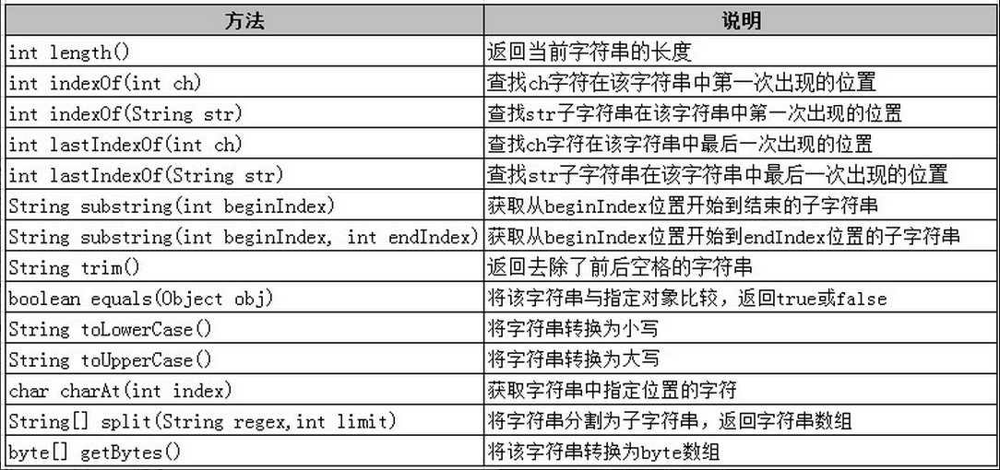 方法 说明
int length() 返回当前字符串的长度
int indexOf(int ch) 查找ch字符在该字符串中第一次出现的位置
int indexOf(String str) 查找str子字符串在该字符串中第一次出现的位置
int lastIndexOf(int ch) 查找ch字符在该字符串中最后一次出现的位置
int lastIndexOf(String str) 查找str子字符串在该字符串中最后一次出现的位置
String substring(int beginIndex) 获取从beginIndex位置开始到结束的子字符串
String substring(int beginIndex, int endIndex) 获取从beginIndex位置开始到endIndex位置的子字符串
String trim() 返回去除了前后空格的字符串
boolean equals(Object obj) 将该字符串与指定对象比较，返回true或false
String toLowerCase() 将字符串转换为小写
String toUpperCase() 将字符串转换为大写
char charAt(int index) 获取字符串中指定位置的字符
String[] split(String regex,int limit) 将字符串分割为子字符串，返回字符串数组
byte[] getBytes() 将该字符串转换为byte数组